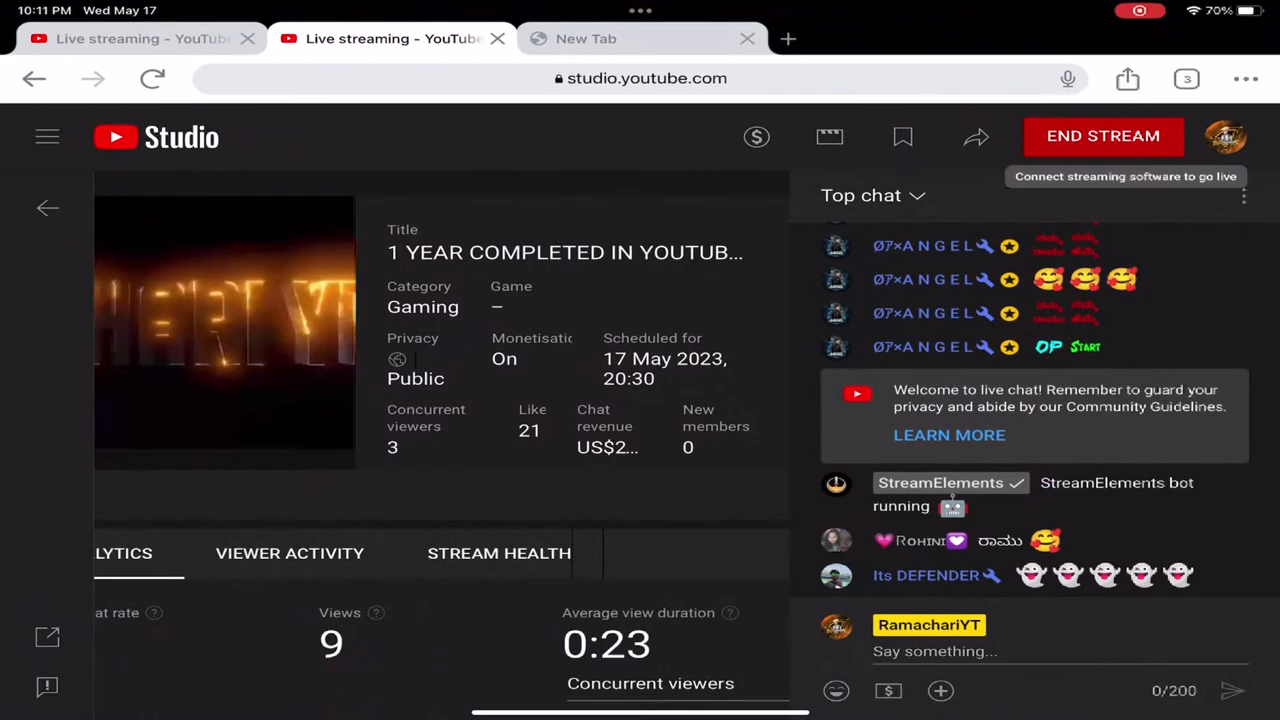 10:11 PM Wed May 17
70%
Live streaming - YouTube
Live streaming - YouTube
New Tab
studio.youtube.com
3
Studio
END STREAM
Connect streaming software to go live
Title
1 YEAR COMPLETED IN YOUTUB...
Category
Gaming
Game
–
Privacy
Public
Monetisatic
On
Scheduled for
17 May 2023,
20:30
Concurrent
viewers
3
Like
21
Chat
revenue
US$2...
New
members
0
LYTICS
VIEWER ACTIVITY
STREAM HEALTH
at rate
Views
9
Average view duration
0:23
Concurrent viewers
Top chat
A N G E L
A N G E L
A N G E L
A N G E L OP START
Welcome to live chat! Remember to guard your
privacy and abide by our Community Guidelines.
LEARN MORE
StreamElements StreamElements bot
running 🤖
💗Rᴏʜɪɴɪ💟 ರಾಮು 🥰
Its DEFENDER 👻👻👻👻👻
RamachariYT
Say something...
0/200